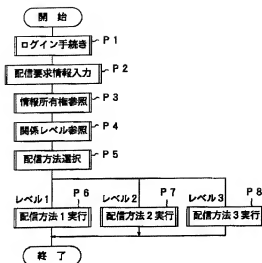 開 始
ログイン手続き P1
配信要求情報入力 P2
情報所有権参照 P3
関係レベル参照 P4
配信方法選択 P5
レベル1 P6 レベル2 P7 レベル3 P8
配信方法1実行 配信方法2実行 配信方法3実行
終 了